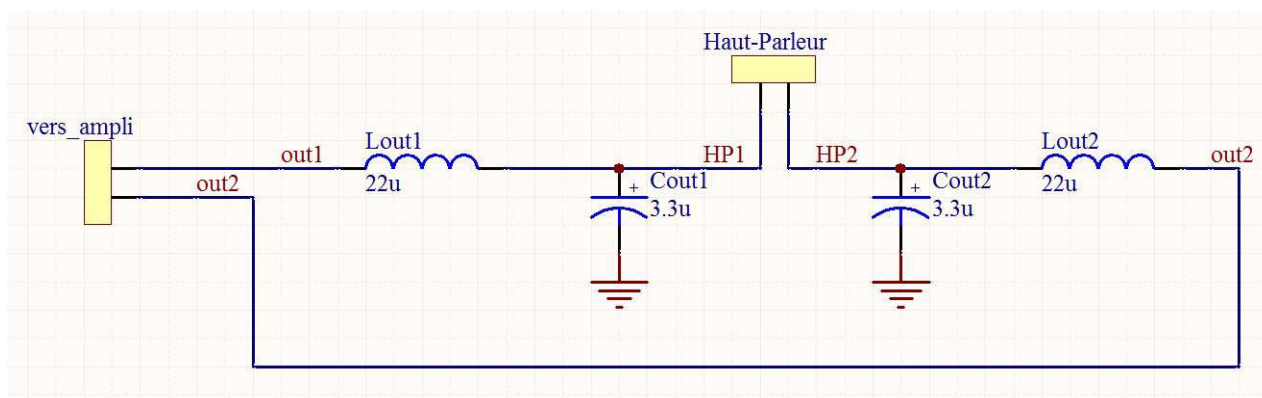 Haut-Parleur
vers_ampli
out1
Lout1
22u
HP1
HP2
Lout2
22u
out2
out2
+ Cout1
3.3u
+ Cout2
3.3u